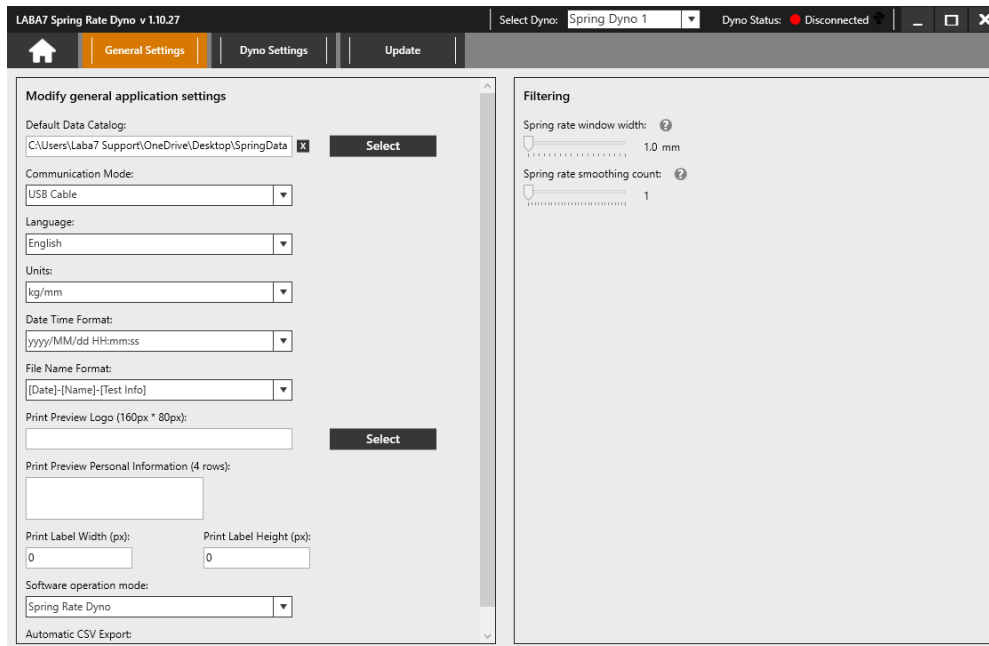 LABA7 Spring Rate Dyno v 1.10.27
Select Dyno: Spring Dyno 1
Dyno Status: Disconnected
General Settings
Dyno Settings
Update
Modify general application settings
Default Data Catalog:
C:\Users\Laba7 Support\OneDrive\Desktop\SpringData
X
Select
Communication Mode:
USB Cable
Language:
English
Units:
kg/mm
Date Time Format:
yyyy/MM/dd HH:mm:ss
File Name Format:
[Date]-[Name]-[Test Info]
Print Preview Logo (160px * 80px):
Select
Print Preview Personal Information (4 rows):
Print Label Width (px):
Print Label Height (px):
0
0
Software operation mode:
Spring Rate Dyno
Automatic CSV Export:
Filtering
Spring rate window width: ?
1.0 mm
Spring rate smoothing count: ?
1